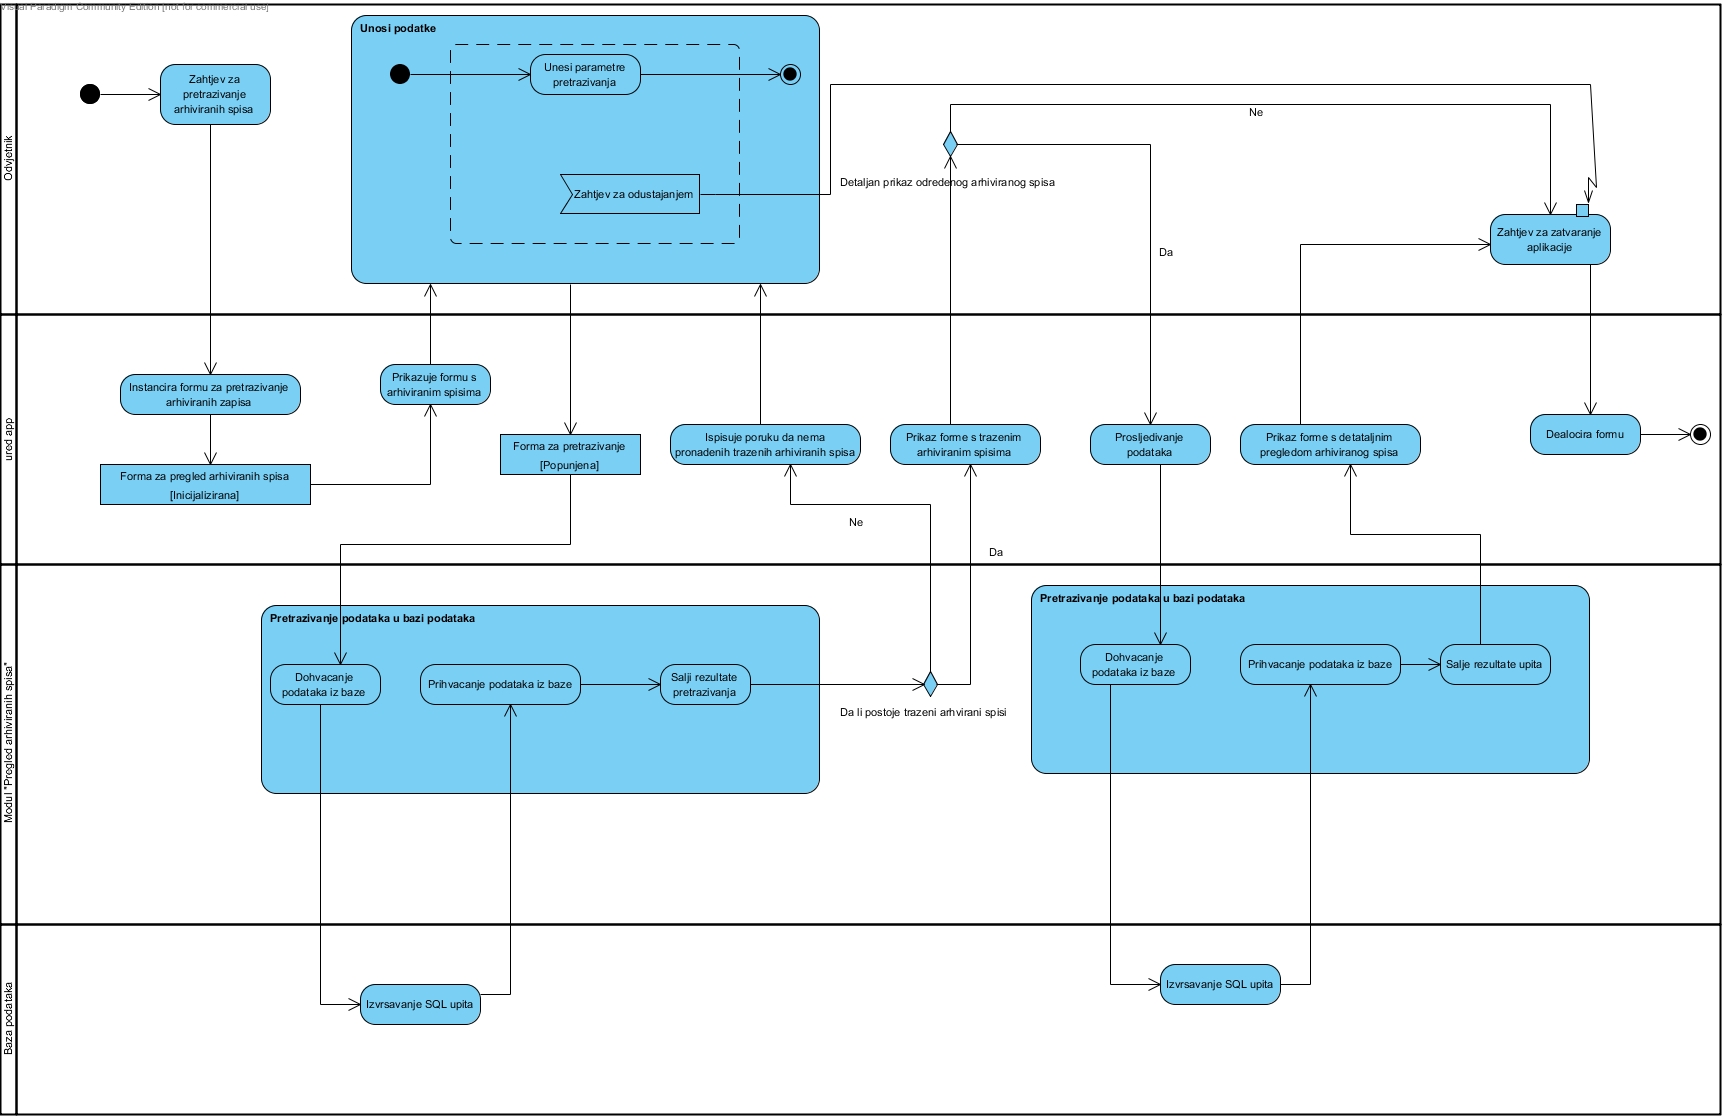 Visual Paradigm Community Edition [not for commercial use]
Odvjetnik
Zahtjev za
pretrazivanje
arhiviranih spisa
Unosi podatke
Unesi parametre
pretrazivanja
Zahtjev za odustajanjem
Detaljan prikaz odredenog arhiviranog spisa
Ne
Da
Zahtjev za zatvaranje
aplikacije
ured app
Instancira formu za pretrazivanje
arhiviranih zapisa
Forma za pregled arhiviranih spisa
[Inicijalizirana]
Prikazuje formu s
arhiviranim spisima
Forma za pretrazivanje
[Popunjena]
Ispisuje poruku da nema
pronadenih trazenih arhiviranih spisa
Prikaz forme s trazenim
arhiviranim spisima
Prosljedivanje
podataka
Prikaz forme s detataljnim
pregledom arhiviranog spisa
Dealocira formu
Ne
Da
Modul "Pregled arhiviranih spisa"
Pretrazivanje podataka u bazi podataka
Dohvacanje
podataka iz baze
Prihvacanje podataka iz baze
Salji rezultate
pretrazivanja
Da li postoje trazeni arhvirani spisi
Pretrazivanje podataka u bazi podataka
Dohvacanje
podataka iz baze
Prihvacanje podataka iz baze
Salje rezultate upita
Baza podataka
Izvrsavanje SQL upita
Izvrsavanje SQL upita